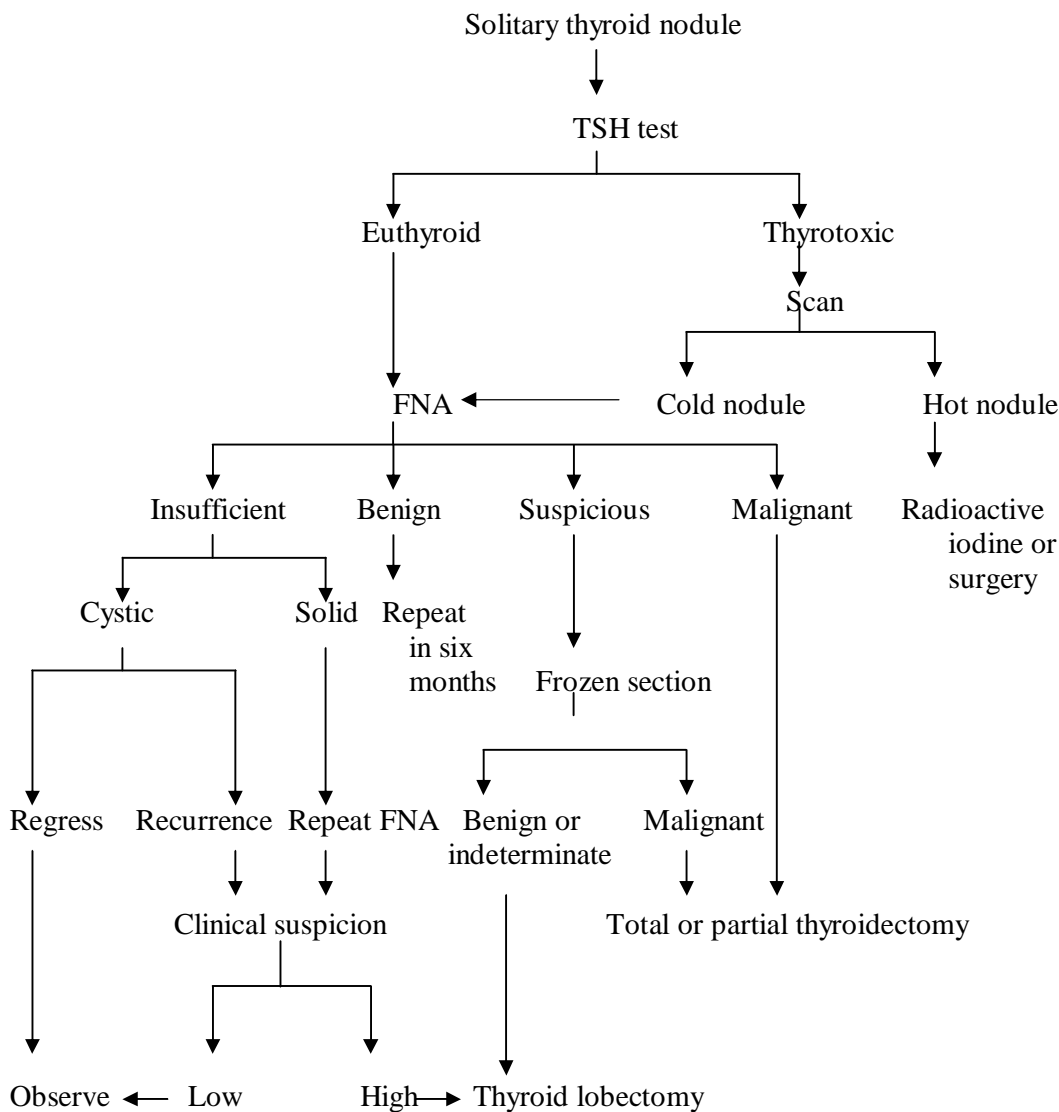 Solitary thyroid nodule
TSH test
Euthyroid
Thyrotoxic
Scan
FNA
Cold nodule
Hot nodule
Insufficient
Benign
Suspicious
Malignant
Radioactive
iodine or
surgery
Cystic
Solid
Repeat
in six
months
Frozen section
Regress
Recurrence
Repeat FNA
Benign or
indeterminate
Malignant
Clinical suspicion
Total or partial thyroidectomy
Observe
Low
High
Thyroid lobectomy